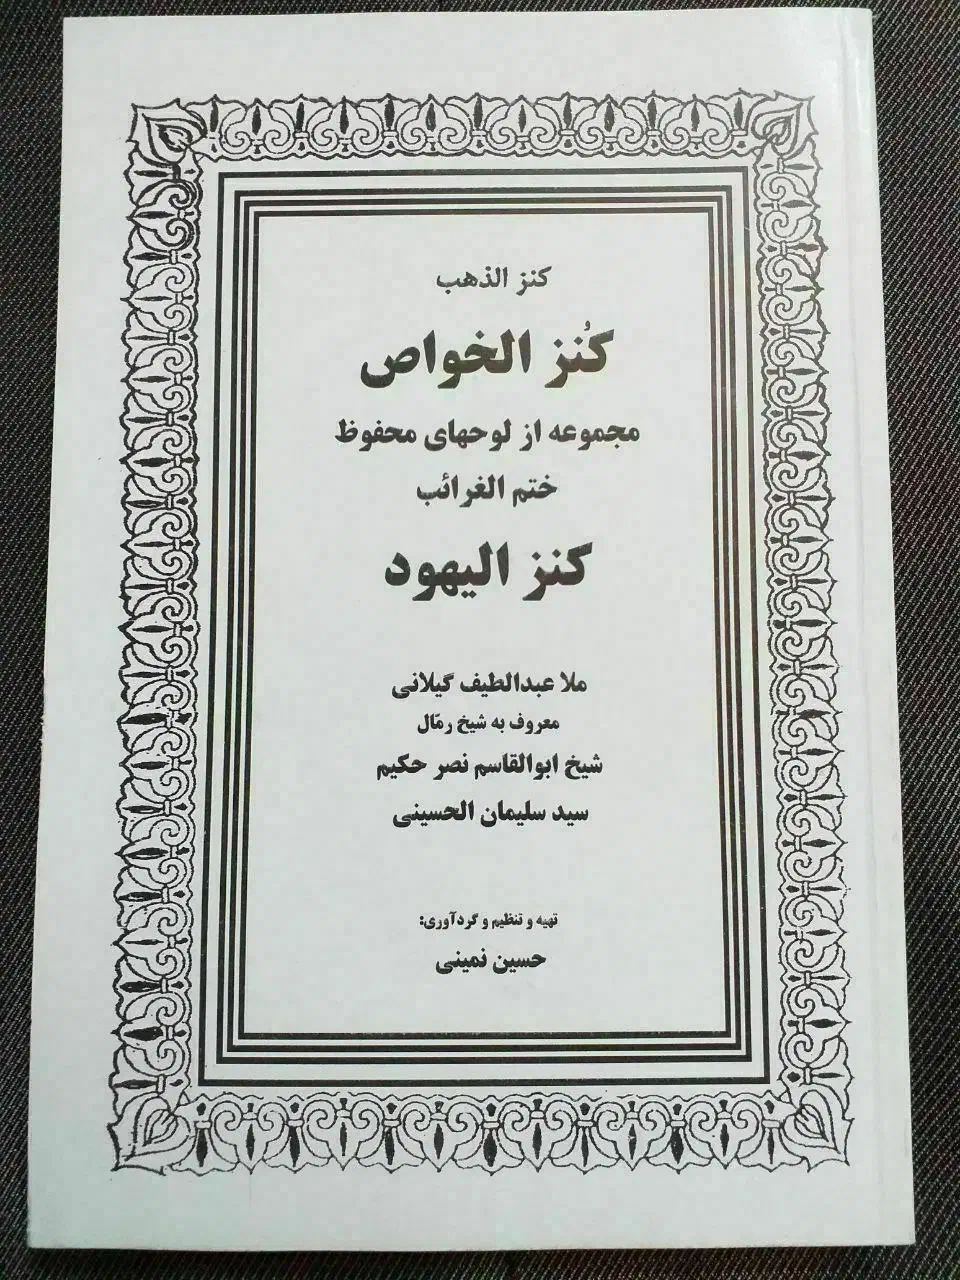 کنز الذهب
کُنز الخواص
مجموعه از لوحهای محفوظ
ختم الغرائب
کنز الیهود
ملا عبدالطیف گیلانی
معروف به شیخ رمّال
شیخ ابوالقاسم نصر حکیم
سید سلیمان الحسینی
تهیه و تنظیم و گردآوری:
حسین نمینی